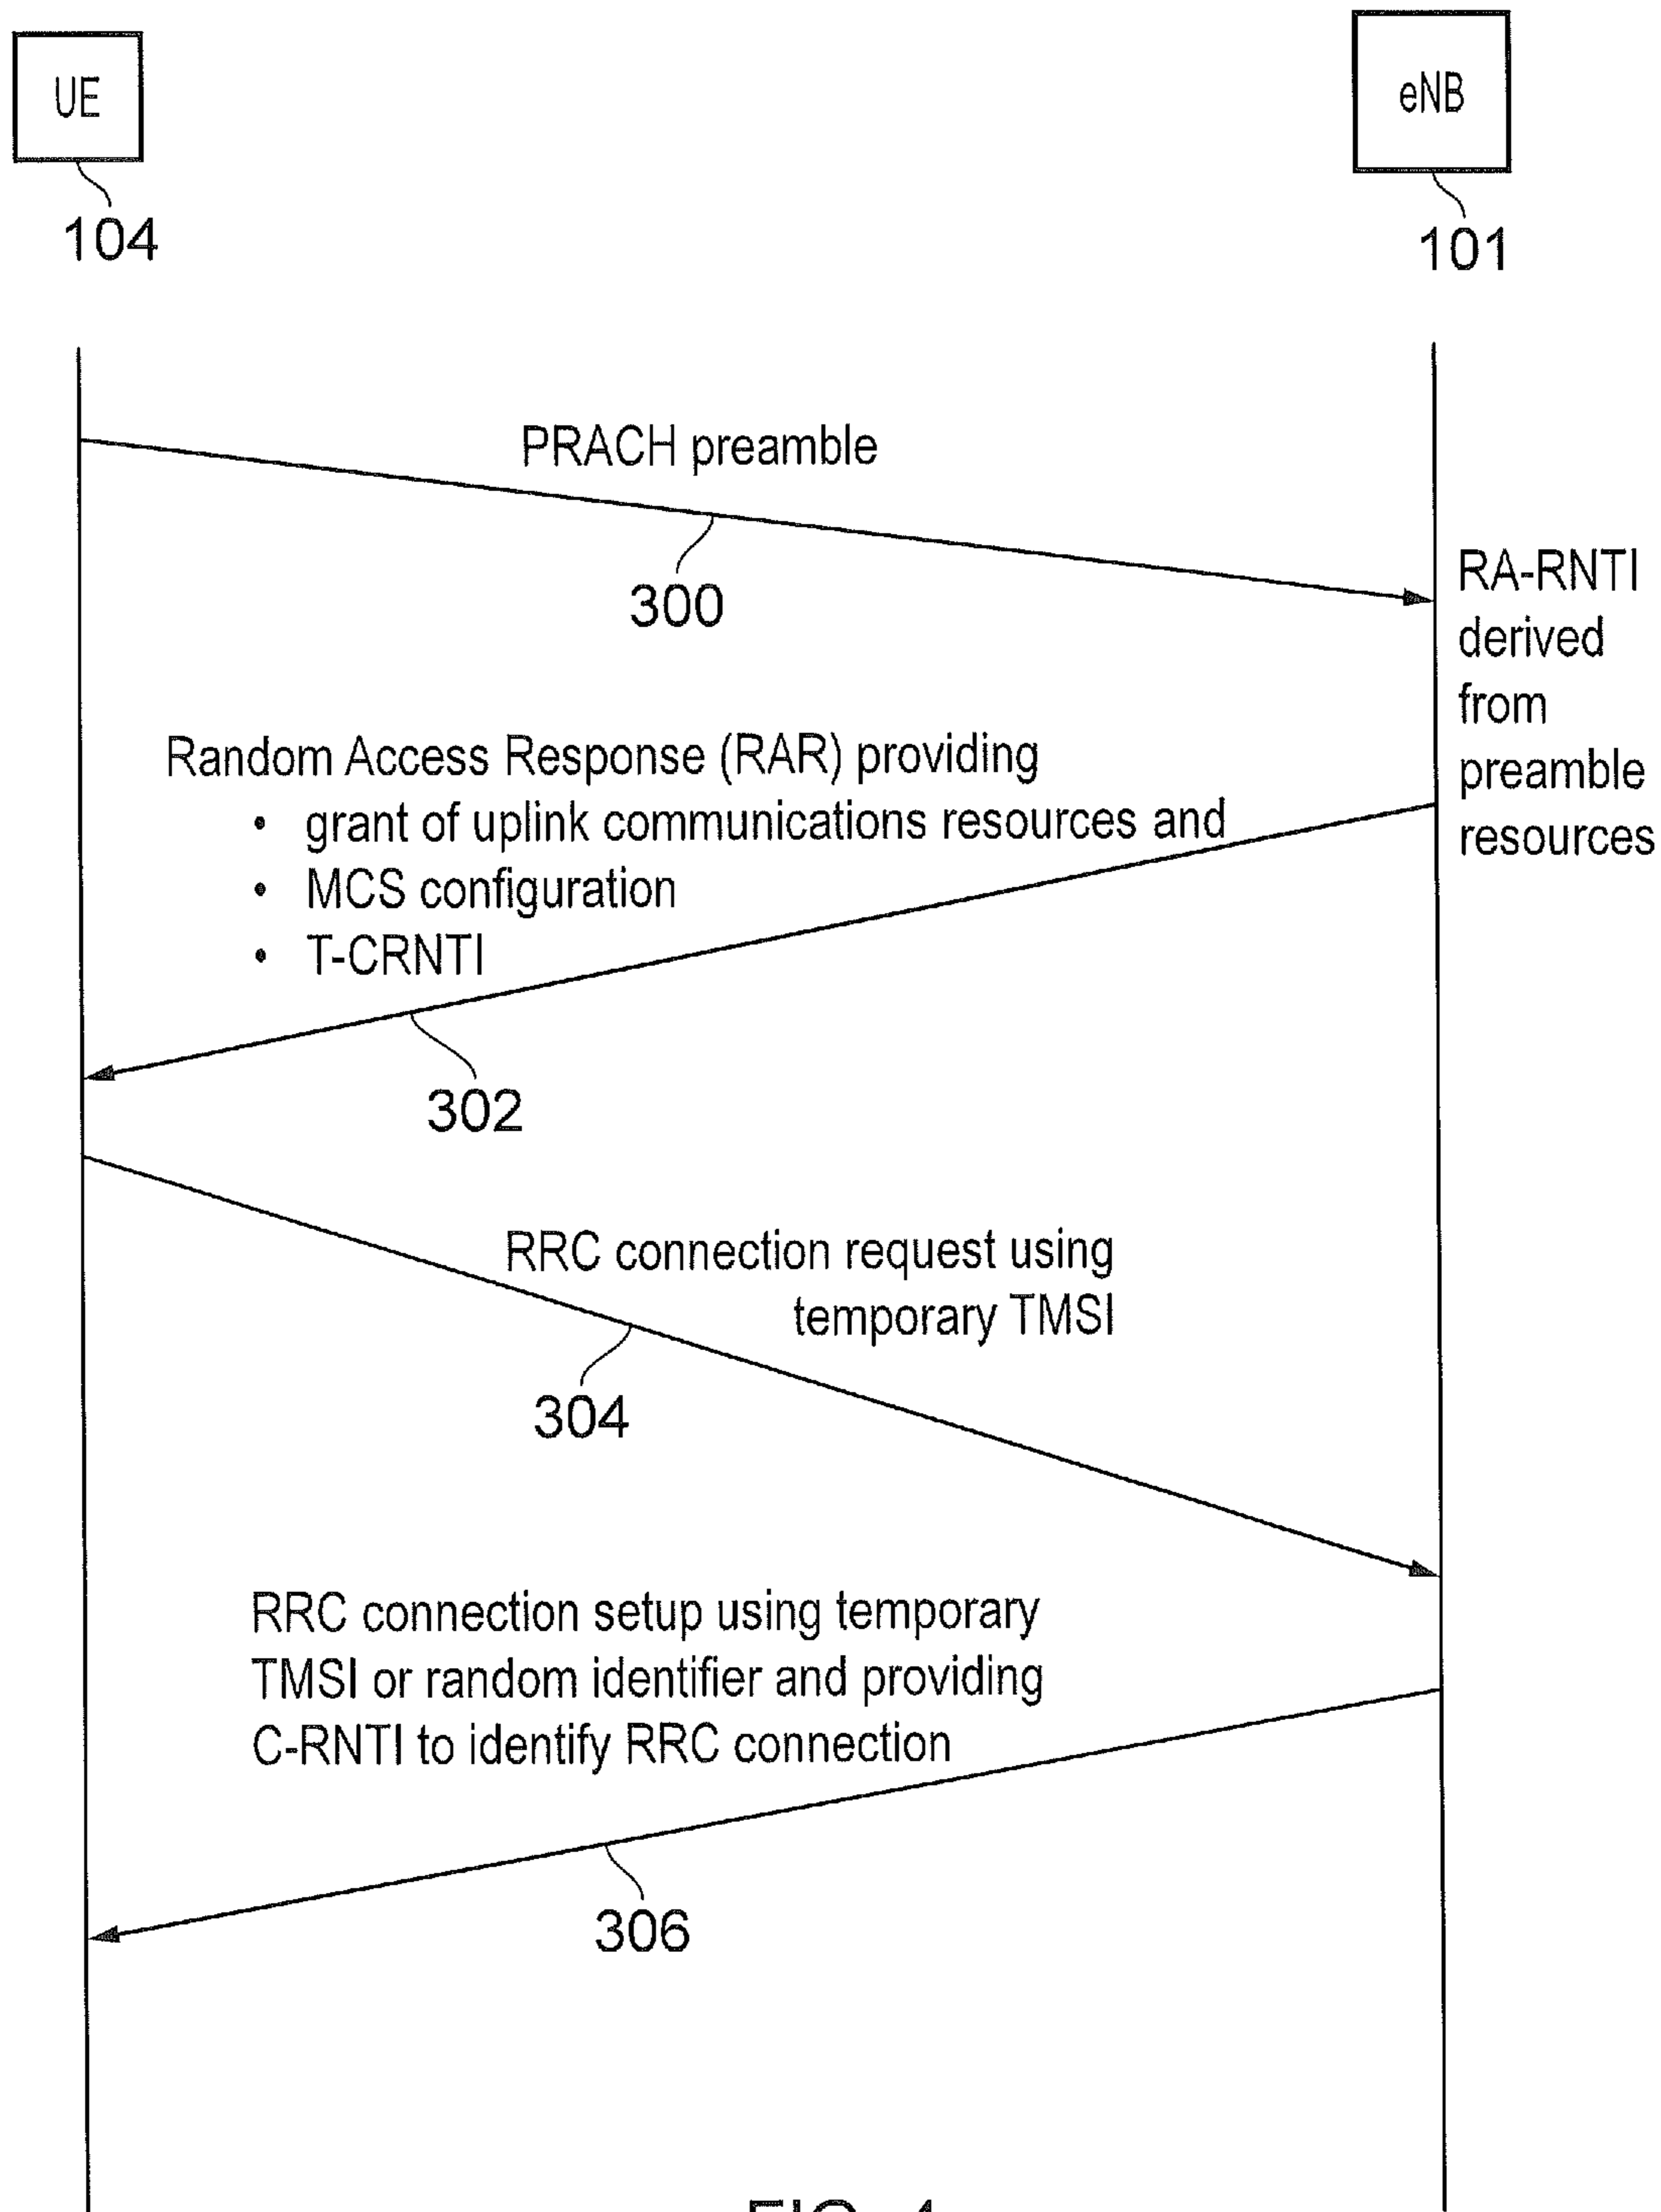 UE
eNB
104
101
PRACH preamble
300
RA-RNTI
derived
from
preamble
resources
Random Access Response (RAR) providing
• grant of uplink communications resources and
• MCS configuration
• T-CRNTI
302
RRC connection request using
temporary TMSI
304
RRC connection setup using temporary
TMSI or random identifier and providing
C-RNTI to identify RRC connection
306